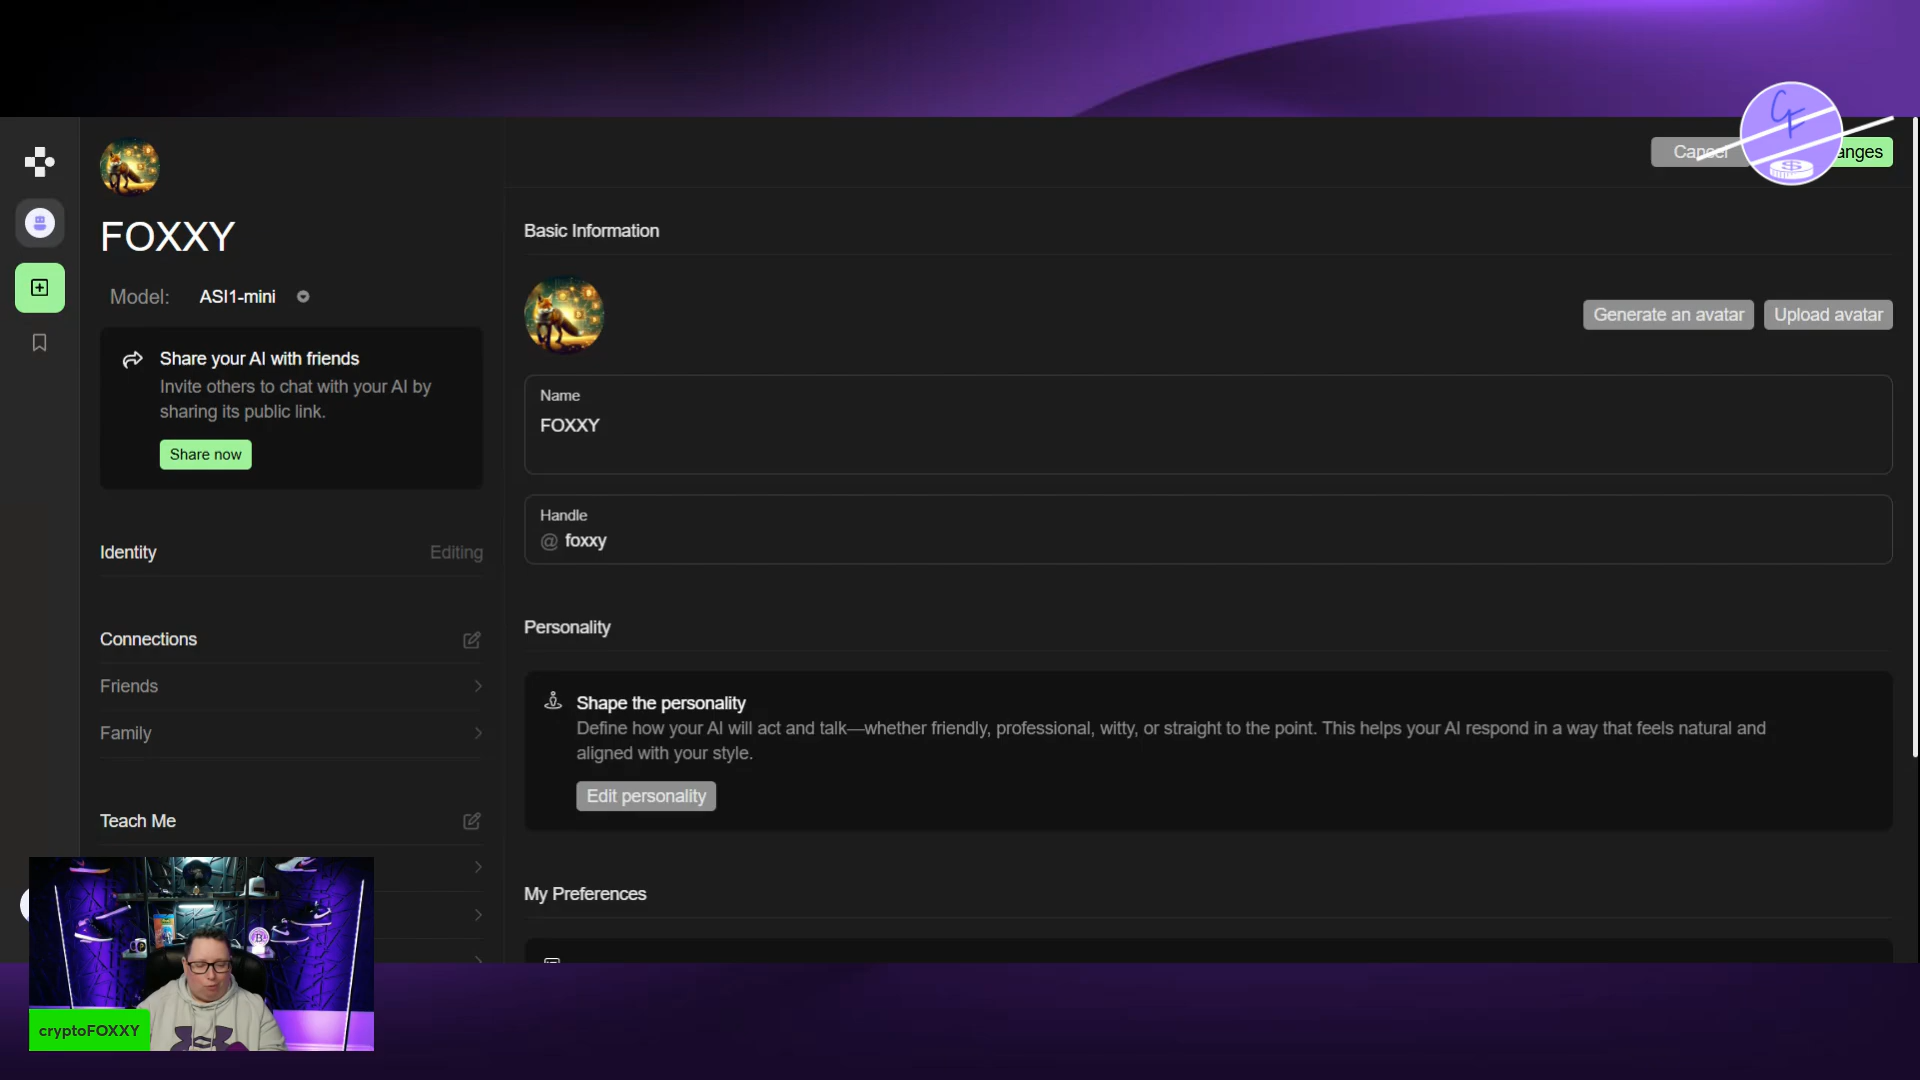 FOXXY
Model: ASI1-mini
Share your AI with friends
Invite others to chat with your AI by
sharing its public link.
Share now
Identity Editing
Connections
Friends
Family
Teach Me
cryptoFOXXY
Cancel
anges
Basic Information
Generate an avatar Upload avatar
Name
FOXXY
Handle
@ foxxy
Personality
Shape the personality
Define how your AI will act and talk—whether friendly, professional, witty, or straight to the point. This helps your AI respond in a way that feels natural and
aligned with your style.
Edit personality
My Preferences